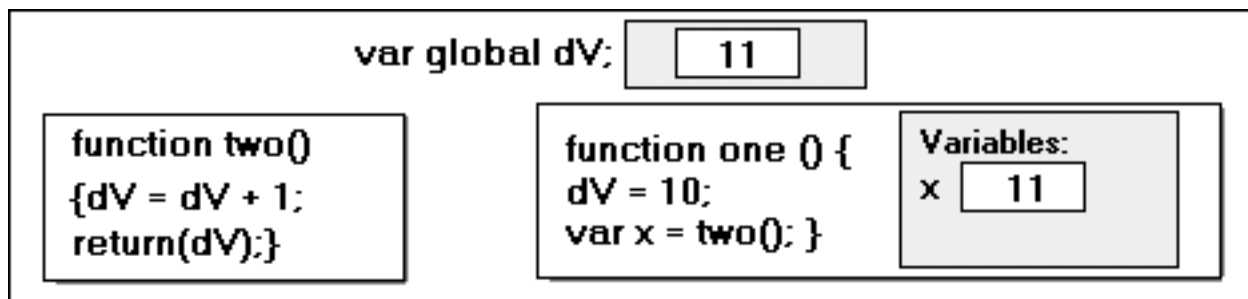 var global dV; 11
function two()
{dV = dV + 1;
return(dV);}
function one () {
dV = 10;
var x = two(); }
Variables:
x 11